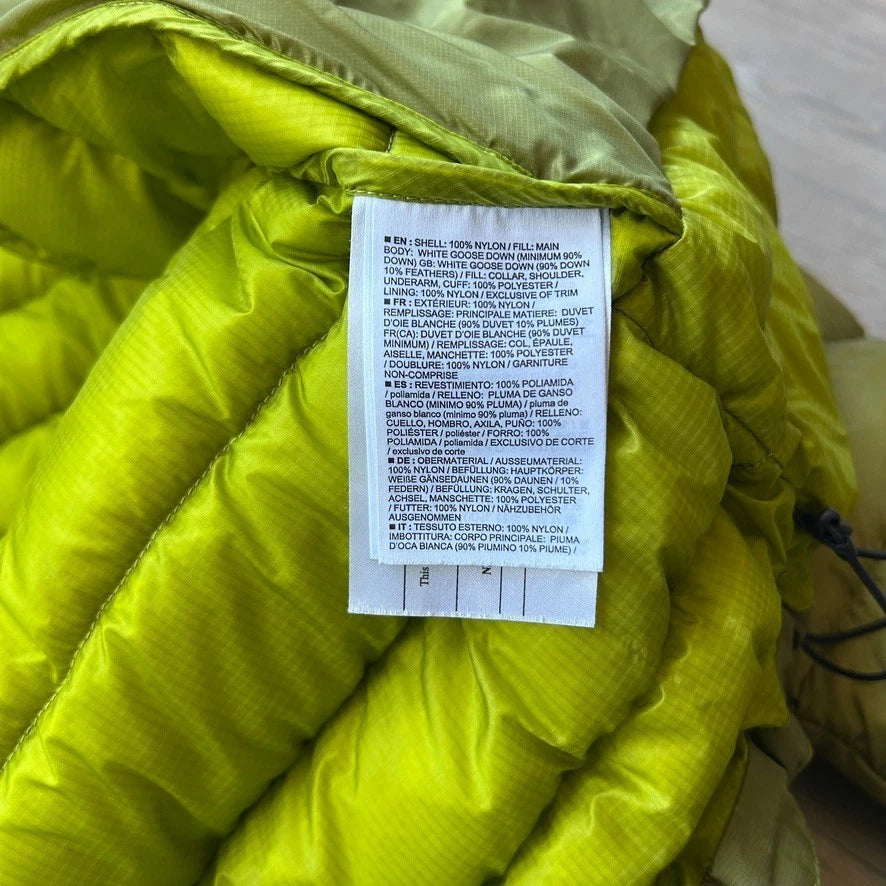 ■ EN : SHELL: 100% NYLON / FILL: MAIN
BODY: WHITE GOOSE DOWN (MINIMUM 90%
DOWN) GB: WHITE GOOSE DOWN (90% DOWN
10% FEATHERS) / FILL: COLLAR, SHOULDER,
UNDERARM, CUFF: 100% POLYESTER /
LINING: 100% NYLON / EXCLUSIVE OF TRIM
■ FR : EXTÉRIEUR: 100% NYLON /
REMPLISSAGE: PRINCIPALE MATIERE: DUVET
D'OIE BLANCHE (90% DUVET 10% PLUMES)
FR(CA): DUVET D'OIE BLANCHE (90% DUVET
MINIMUM) / REMPLISSAGE: COL, ÉPAULE,
AISELLE, MANCHETTE: 100% POLYESTER
/ DOUBLURE: 100% NYLON / GARNITURE
NON-COMPRISE
■ ES : REVESTIMIENTO: 100% POLIAMIDA
/ poliamida / RELLENO: PLUMA DE GANSO
BLANCO (MÍNIMO 90% PLUMA) / pluma de
ganso blanco (mínimo 90% pluma) / RELLENO:
CUELLO, HOMBRO, AXILA, PUÑO: 100%
POLIÉSTER / poliéster / FORRO: 100%
POLIAMIDA / poliamida / EXCLUSIVO DE CORTE
/ exclusivo de corte
■ DE : OBERMATERIAL / AUSSEUMATERIAL:
100% NYLON / BEFÜLLUNG: HAUPTKÖRPER:
WEIßE GÄNSEDAUNEN (90% DAUNEN / 10%
FEDERN) / BEFÜLLUNG: KRAGEN, SCHULTER,
ACHSEL, MANSCHETTE: 100% POLYESTER
/ FUTTER: 100% NYLON / NÄHZUBEHÖR
AUSGENOMMEN
■ IT : TESSUTO ESTERNO: 100% NYLON /
IMBOTTITURA: CORPO PRINCIPALE: PIUMA
D'OCA BIANCA (90% PIUMINO 10% PIUME) /
This